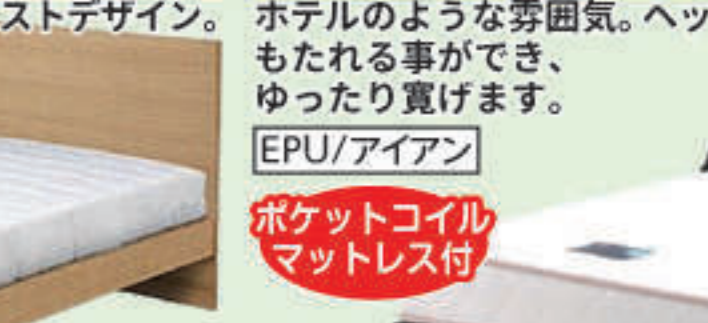 ストデザイン。
ホテルのような雰囲気。ヘッ
もたれる事ができ、
ゆったり寛げます。
EPU/アイアン
ポケットコイル
マットレス付